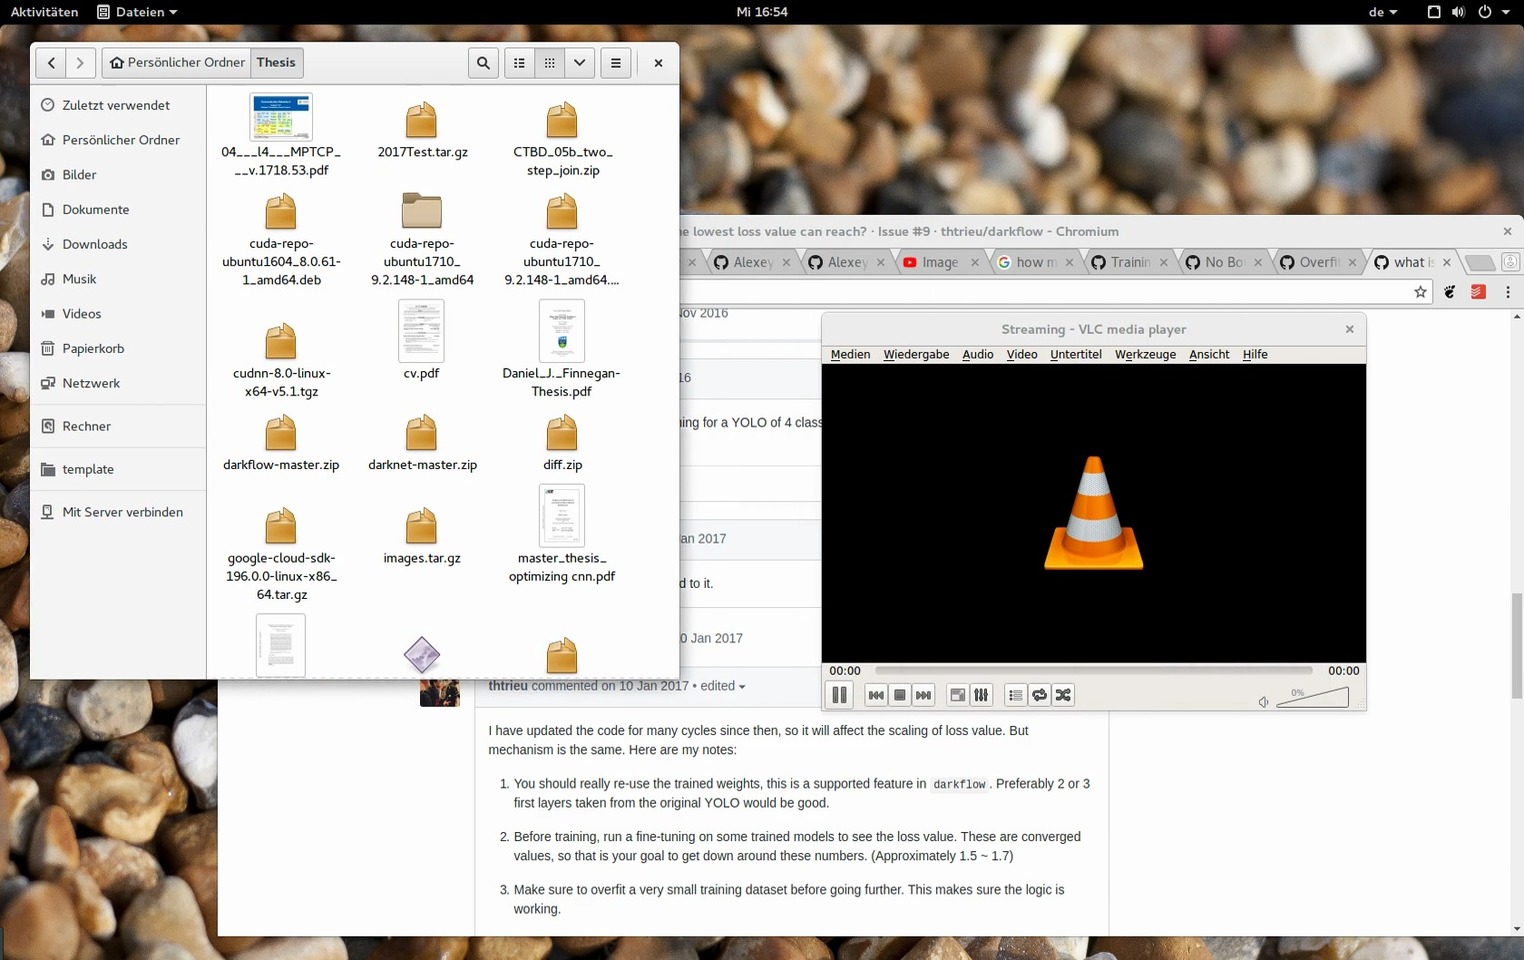 Aktivitäten
Dateien
Mi 16:54
de
Persönlicher Ordner
Thesis
Zuletzt verwendet
Persönlicher Ordner
Bilder
Dokumente
Downloads
Musik
Videos
Papierkorb
Netzwerk
Rechner
template
Mit Server verbinden
04___l4___MPTCP_
__v.1718.53.pdf
2017Test.tar.gz
CTBD_05b_two_
step_join.zip
cuda-repo-
ubuntu1604_8.0.61-
1_amd64.deb
cuda-repo-
ubuntu1710_
9.2.148-1_amd64
cuda-repo-
ubuntu1710_
9.2.148-1_amd64.…
cudnn-8.0-linux-
x64-v5.1.tgz
cv.pdf
Daniel_J._Finnegan-
Thesis.pdf
darkflow-master.zip
darknet-master.zip
diff.zip
google-cloud-sdk-
196.0.0-linux-x86_
64.tar.gz
images.tar.gz
master_thesis_
optimizing cnn.pdf
lowest loss value can reach? · Issue #9 · thtrieu/darkflow - Chromium
Alexey
Alexey
Image
how m
Trainin
No Bo
Overfi
what is
Nov 2016
16
ning for a YOLO of 4 class
an 2017
d to it.
0 Jan 2017
thtrieu commented on 10 Jan 2017 • edited
I have updated the code for many cycles since then, so it will affect the scaling of loss value. But
mechanism is the same. Here are my notes:
1. You should really re-use the trained weights, this is a supported feature in darkflow. Preferably 2 or 3
first layers taken from the original YOLO would be good.
2. Before training, run a fine-tuning on some trained models to see the loss value. These are converged
values, so that is your goal to get down around these numbers. (Approximately 1.5 ~ 1.7)
3. Make sure to overfit a very small training dataset before going further. This makes sure the logic is
working.
Streaming - VLC media player
Medien Wiedergabe Audio Video Untertitel Werkzeuge Ansicht Hilfe
00:00
00:00
0%